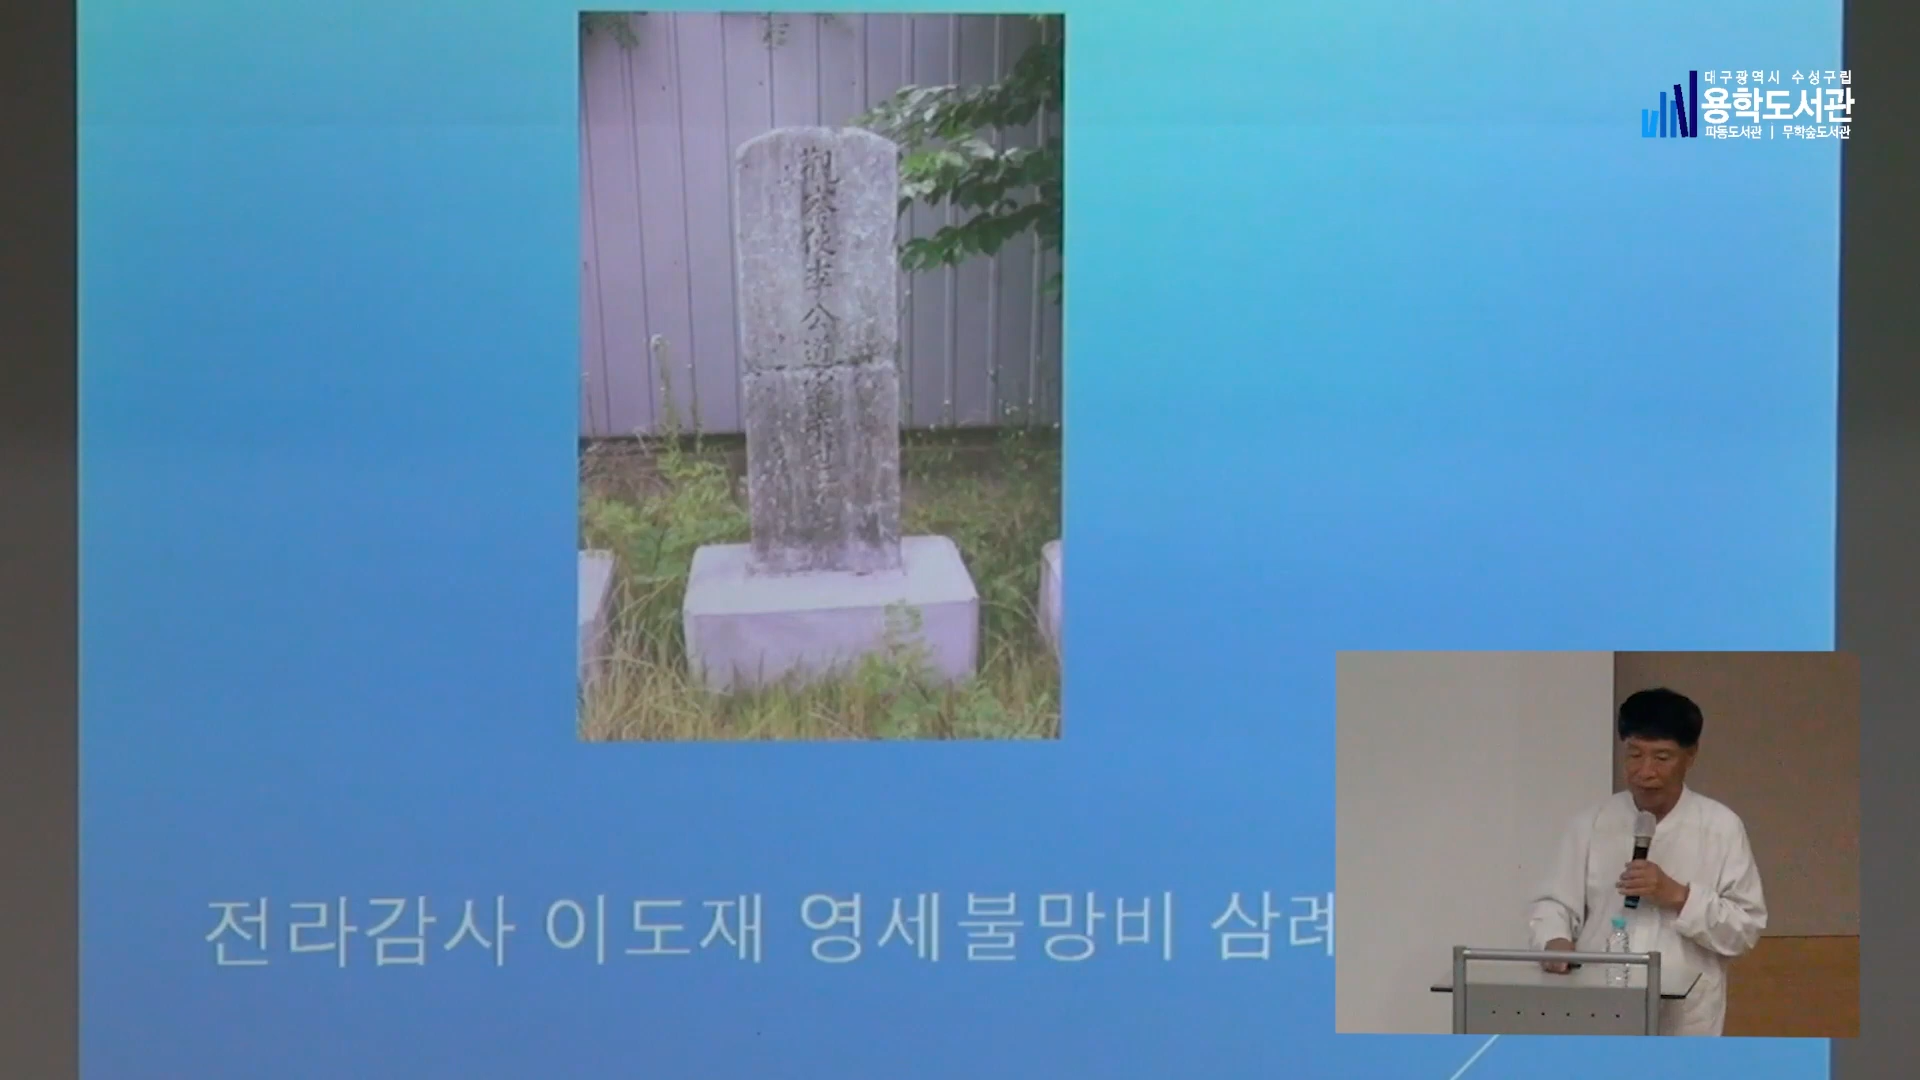 대구광역시 수성구립
용학도서관
파동도서관 | 무학숲도서관
觀察使李公道宰
전라감사 이도재 영세불망비 삼례